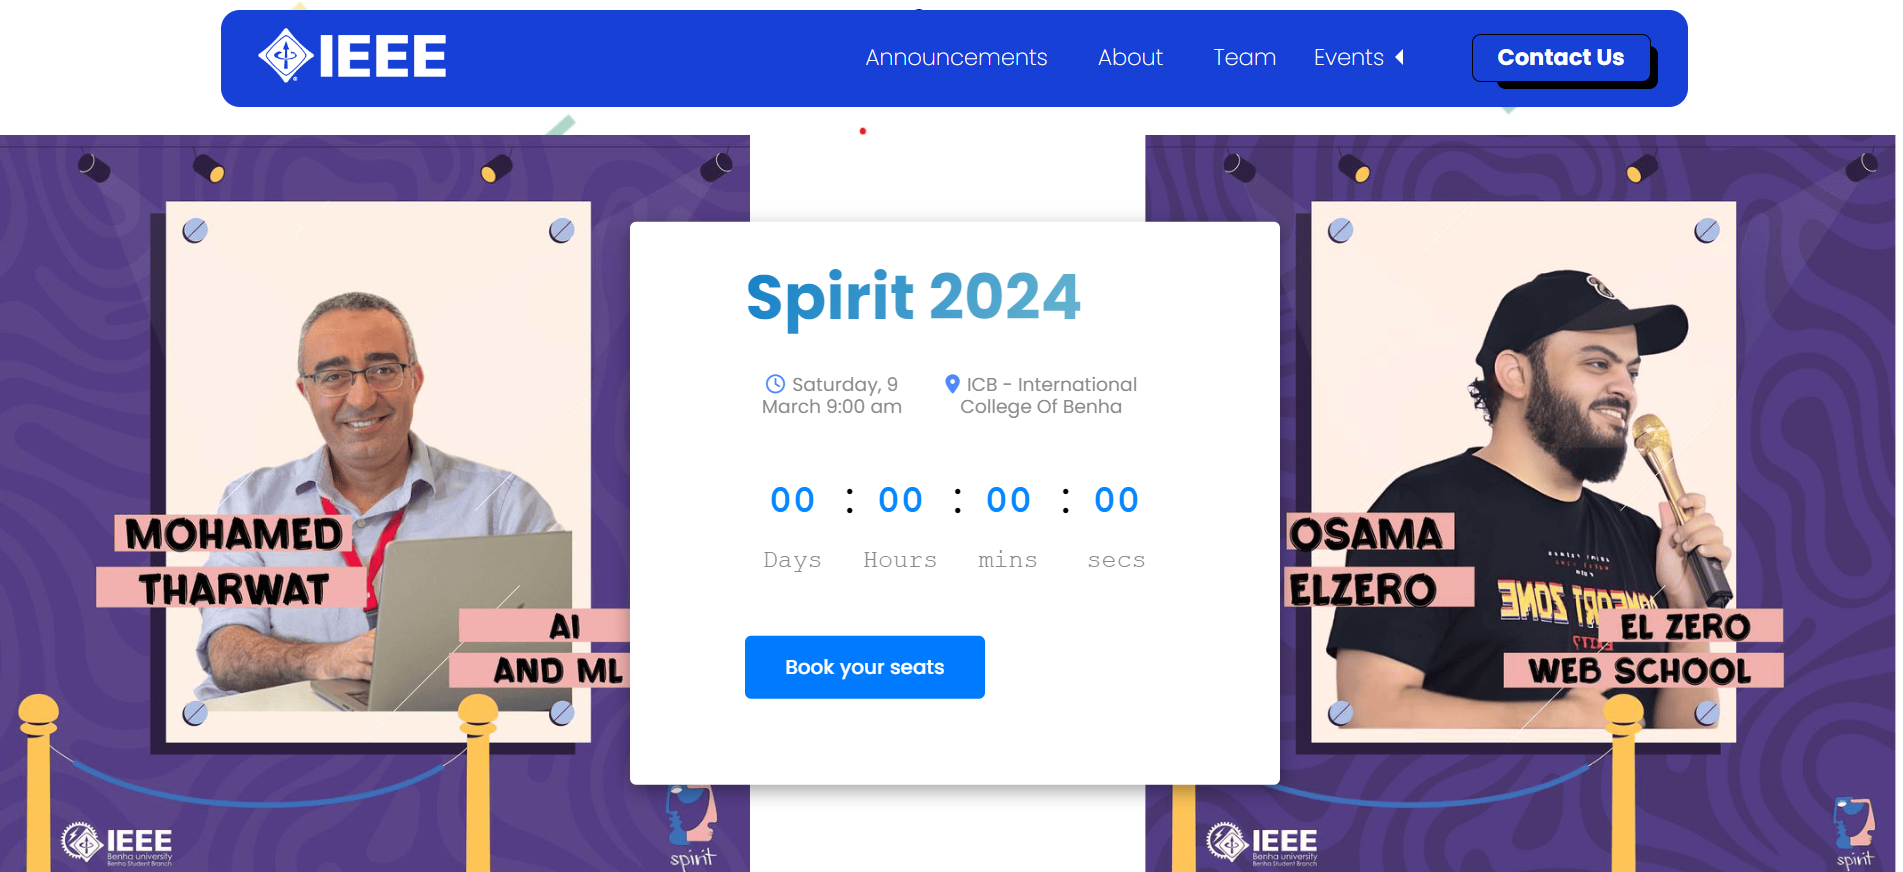 IEEE
Announcements
About
Team
Events
Contact Us
MOHAMED
THARWAT
AI
AND ML
IEEE
Benha university
Benha Student Branch
spirit
Spirit 2024
Saturday, 9
March 9:00 am
ICB - International
College Of Benha
00 : 00 : 00 : 00
Days Hours mins secs
Book your seats
OSAMA
ELZERO
EL ZERO
WEB SCHOOL
IEEE
Benha university
Benha Student Branch
spirit